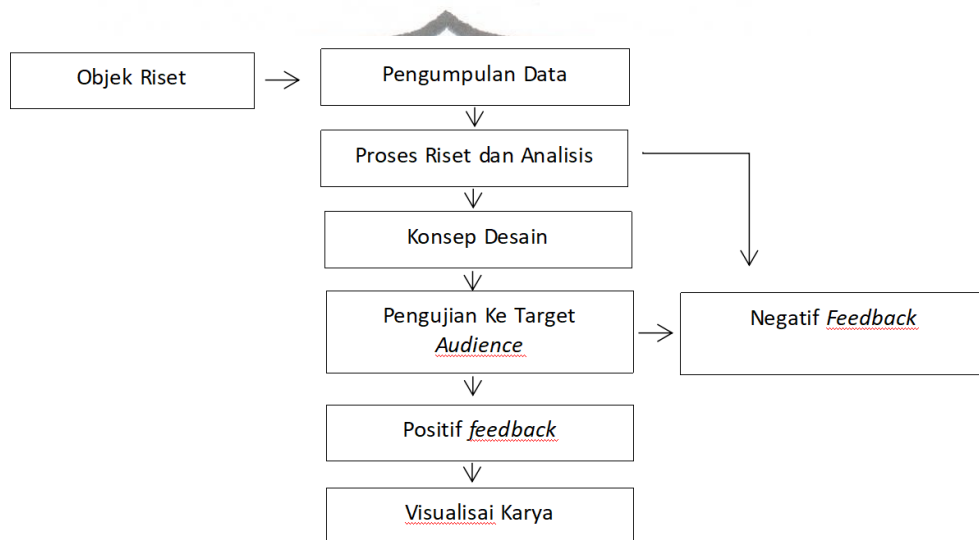 Objek Riset
Pengumpulan Data
Proses Riset dan Analisis
Konsep Desain
Pengujian Ke Target
Audience
Negatif Feedback
Positif feedback
Visualisai Karya